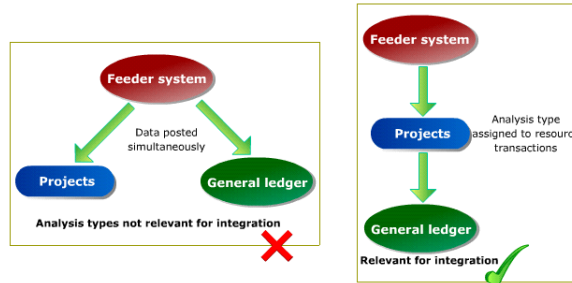 Feeder system
Data posted
simultaneously
Projects
General ledger
Analysis types not relevant for integration
Feeder system
Projects
Analysis type
assigned to resourc
transactions
General ledger
Relevant for integration